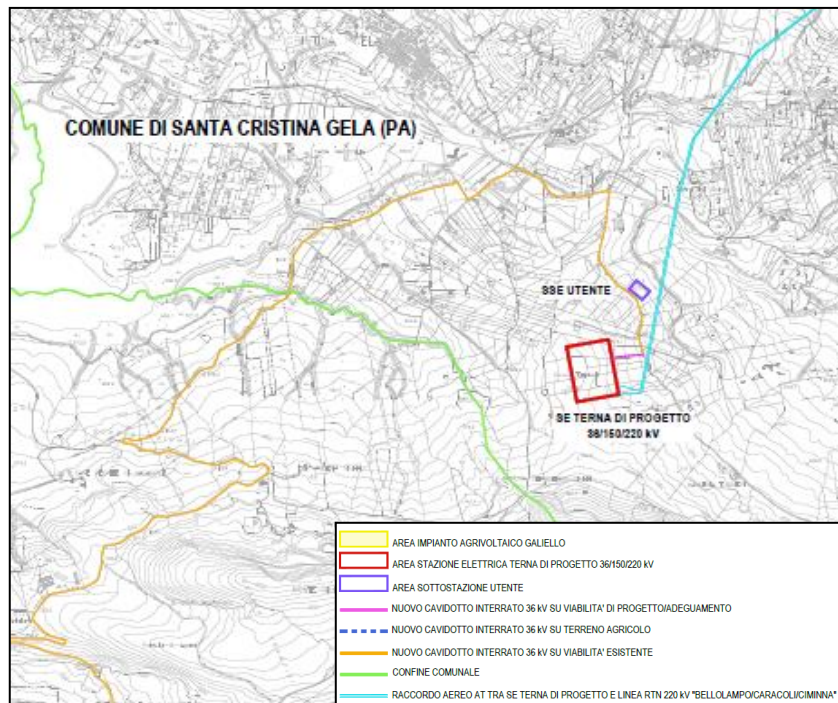 COMUNE DI SANTA CRISTINA GELA (PA)
SSE UTENTE
SE TERNA DI PROGETTO
36/150/220 kV
AREA IMPIANTO AGRIVOLTAICO GALIELLO
AREA STAZIONE ELETTRICA TERNA DI PROGETTO 36/150/220 kV
AREA SOTTOSTAZIONE UTENTE
NUOVO CAVIDOTTO INTERRATO 36 kV SU VIABILITA' DI PROGETTO/ADEGUAMENTO
NUOVO CAVIDOTTO INTERRATO 36 kV SU TERRENO AGRICOLO
NUOVO CAVIDOTTO INTERRATO 36 kV SU VIABILITA' ESISTENTE
CONFINE COMUNALE
RACCORDO AEREO AT TRA SE TERNA DI PROGETTO E LINEA RTN 220 kV "BELLOLAMPO/CARACOLI/CIMINNA"